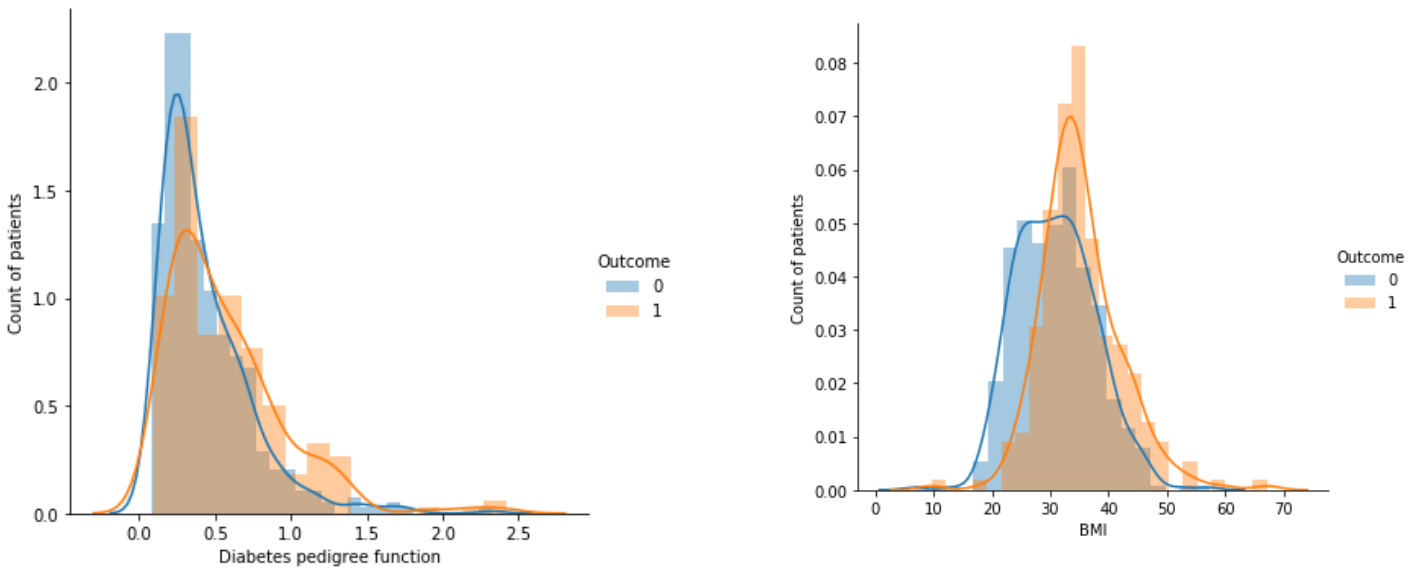 Count of patients
2.0
1.5
1.0
0.5
0.0
0.0 0.5 1.0 1.5 2.0 2.5
Diabetes pedigree function
Outcome
0
1
Count of patients
0.08
0.07
0.06
0.05
0.04
0.03
0.02
0.01
0.00
0 10 20 30 40 50 60 70
BMI
Outcome
0
1